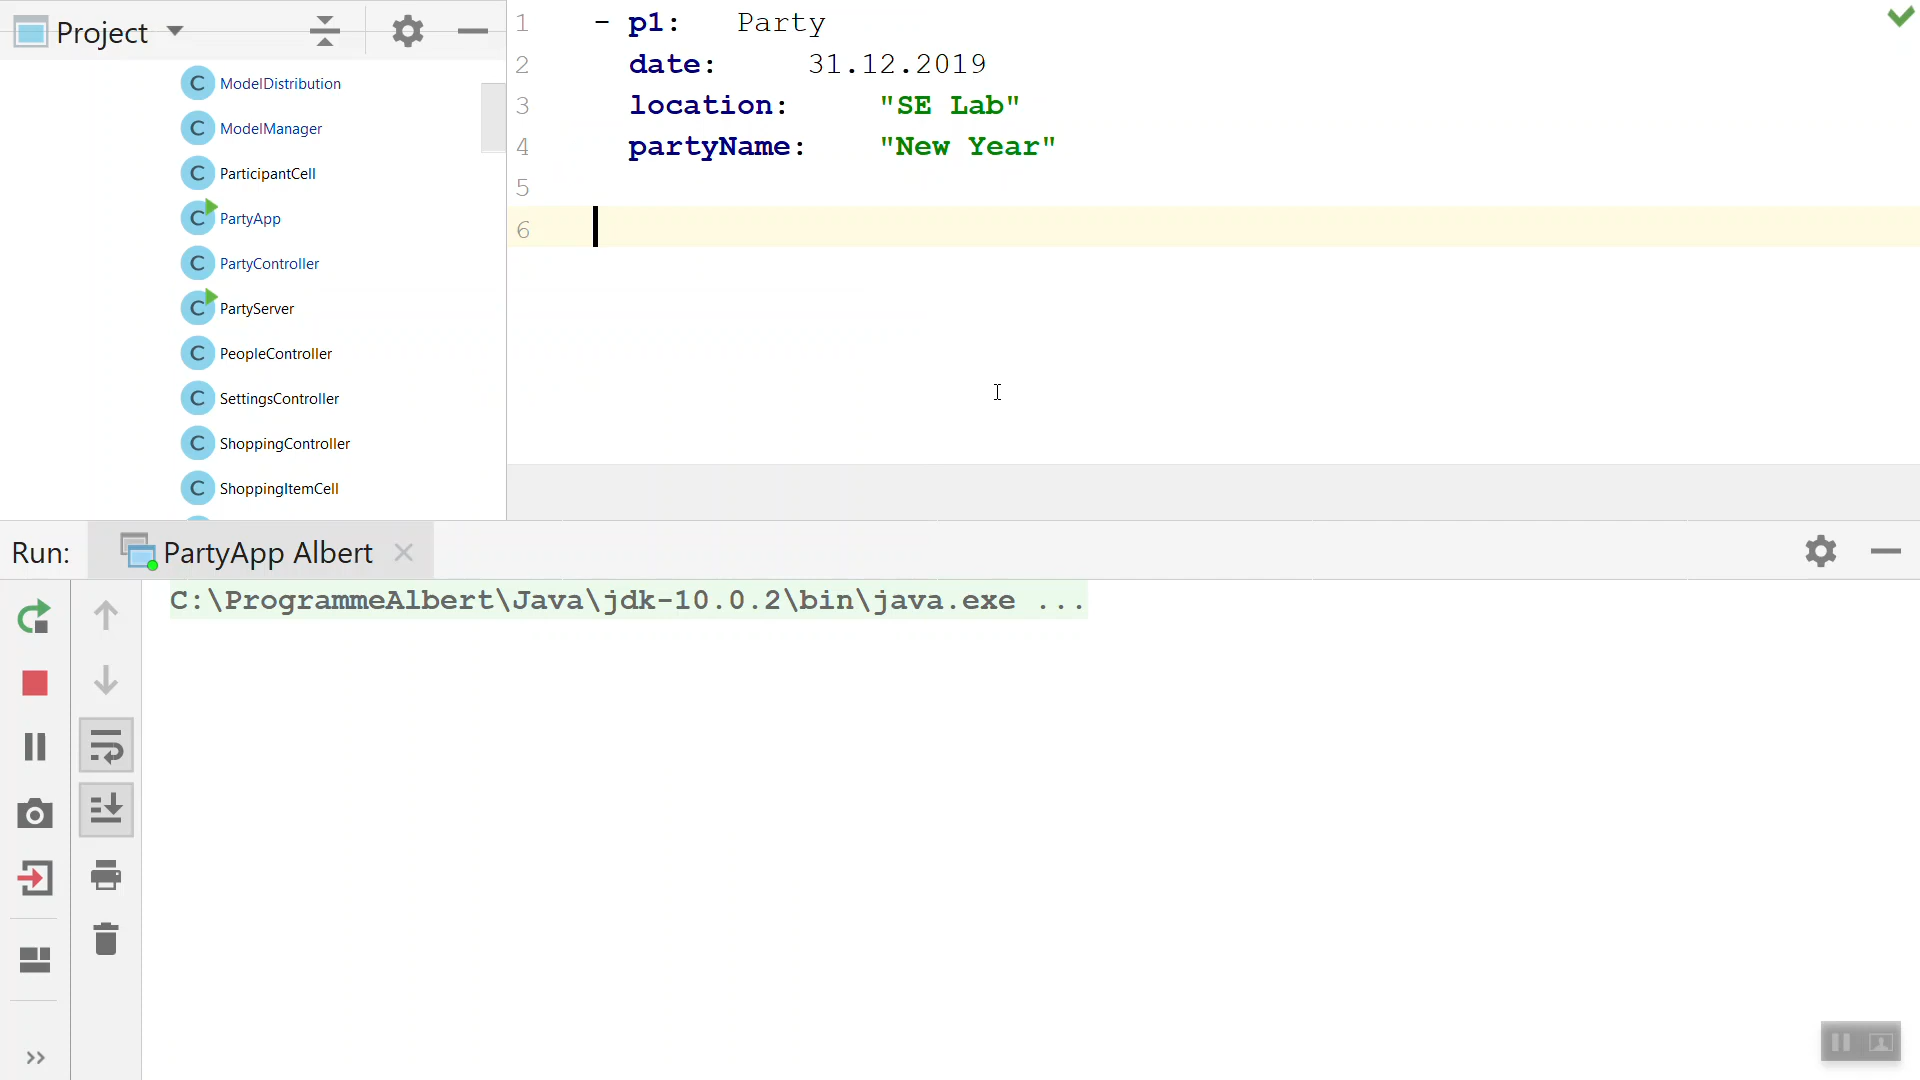 Project
ModelDistribution
ModelManager
ParticipantCell
PartyApp
PartyController
PartyServer
PeopleController
SettingsController
ShoppingController
ShoppingItemCell
1 - p1: Party
2 date: 31.12.2019
3 location: "SE Lab"
4 partyName: "New Year"
5
6
Run: PartyApp Albert
C:\ProgrammeAlbert\Java\jdk-10.0.2\bin\java.exe ...